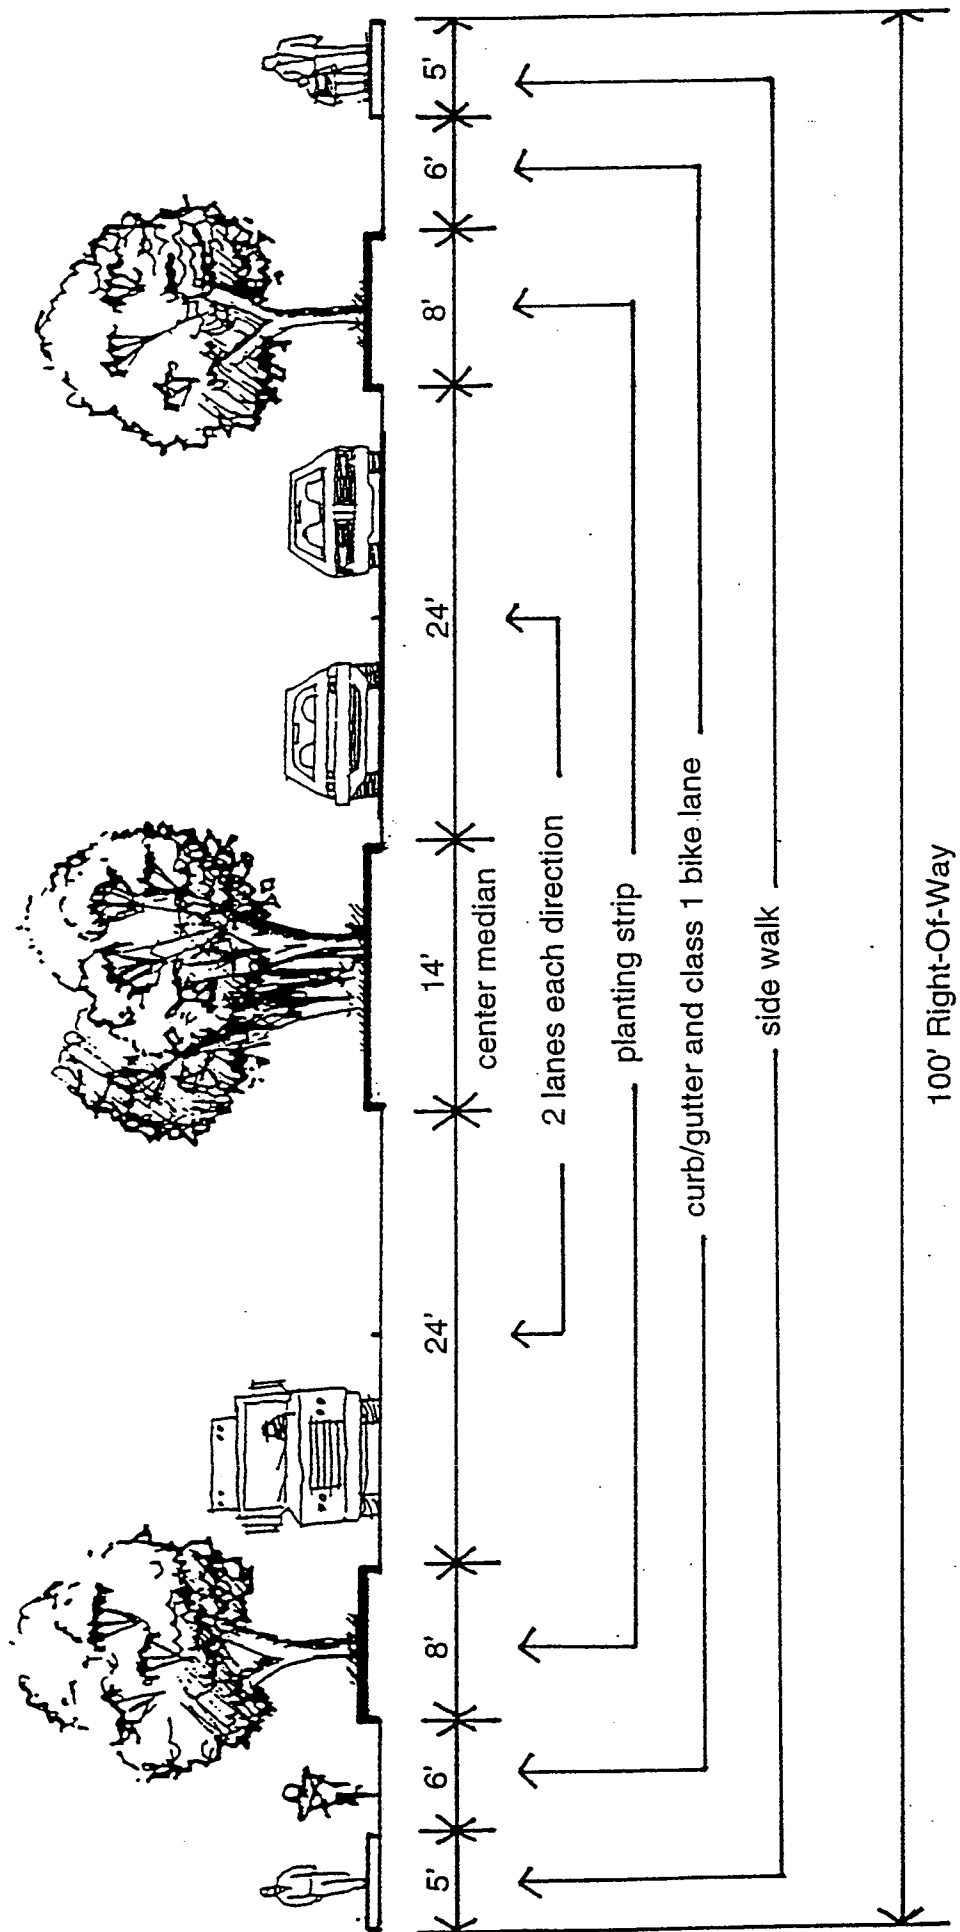 5' 6' 8' 24' 14' 24' 8' 6' 5'
center median
2 lanes each direction
planting strip
curb/gutter and class 1 bike lane
side walk
100' Right-Of-Way